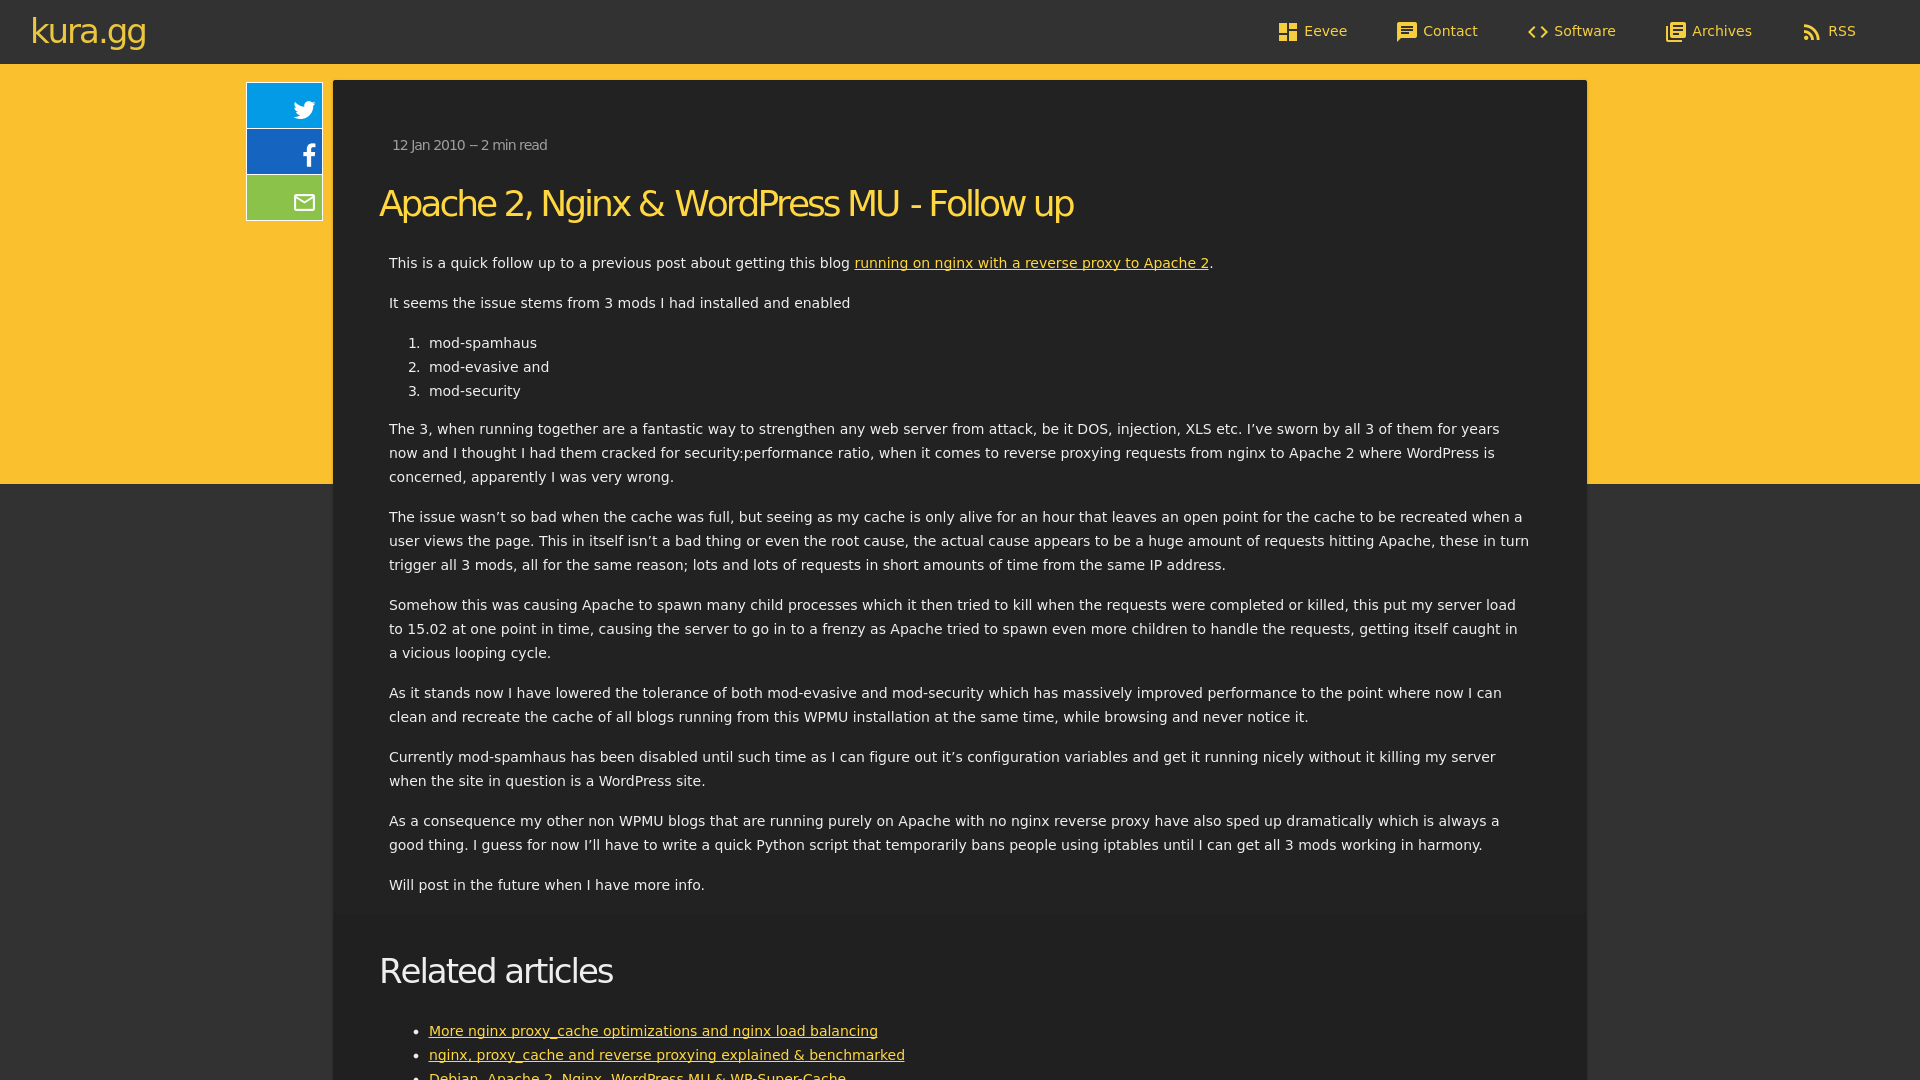 kura.gg
Eevee
Contact
Software
Archives
RSS
12 Jan 2010 – 2 min read
Apache 2, Nginx & WordPress MU - Follow up
This is a quick follow up to a previous post about getting this blog running on nginx with a reverse proxy to Apache 2.
It seems the issue stems from 3 mods I had installed and enabled
1. mod-spamhaus
2. mod-evasive and
3. mod-security
The 3, when running together are a fantastic way to strengthen any web server from attack, be it DOS, injection, XLS etc. I’ve sworn by all 3 of them for years
now and I thought I had them cracked for security:performance ratio, when it comes to reverse proxying requests from nginx to Apache 2 where WordPress is
concerned, apparently I was very wrong.
The issue wasn’t so bad when the cache was full, but seeing as my cache is only alive for an hour that leaves an open point for the cache to be recreated when a
user views the page. This in itself isn’t a bad thing or even the root cause, the actual cause appears to be a huge amount of requests hitting Apache, these in turn
trigger all 3 mods, all for the same reason; lots and lots of requests in short amounts of time from the same IP address.
Somehow this was causing Apache to spawn many child processes which it then tried to kill when the requests were completed or killed, this put my server load
to 15.02 at one point in time, causing the server to go in to a frenzy as Apache tried to spawn even more children to handle the requests, getting itself caught in
a vicious looping cycle.
As it stands now I have lowered the tolerance of both mod-evasive and mod-security which has massively improved performance to the point where now I can
clean and recreate the cache of all blogs running from this WPMU installation at the same time, while browsing and never notice it.
Currently mod-spamhaus has been disabled until such time as I can figure out it’s configuration variables and get it running nicely without it killing my server
when the site in question is a WordPress site.
As a consequence my other non WPMU blogs that are running purely on Apache with no nginx reverse proxy have also sped up dramatically which is always a
good thing. I guess for now I’ll have to write a quick Python script that temporarily bans people using iptables until I can get all 3 mods working in harmony.
Will post in the future when I have more info.
Related articles
• More nginx proxy_cache optimizations and nginx load balancing
• nginx, proxy_cache and reverse proxying explained & benchmarked
• Debian, Apache 2, Nginx, WordPress MU & WP-Super-Cache